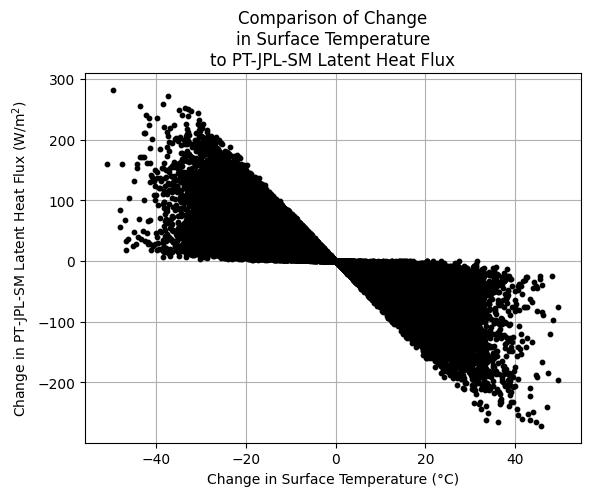 Comparison of Change
in Surface Temperature
to PT-JPL-SM Latent Heat Flux
Change in PT-JPL-SM Latent Heat Flux (W/m²)
300
200
100
0
−100
−200
−40
−20
0
20
40
Change in Surface Temperature (°C)